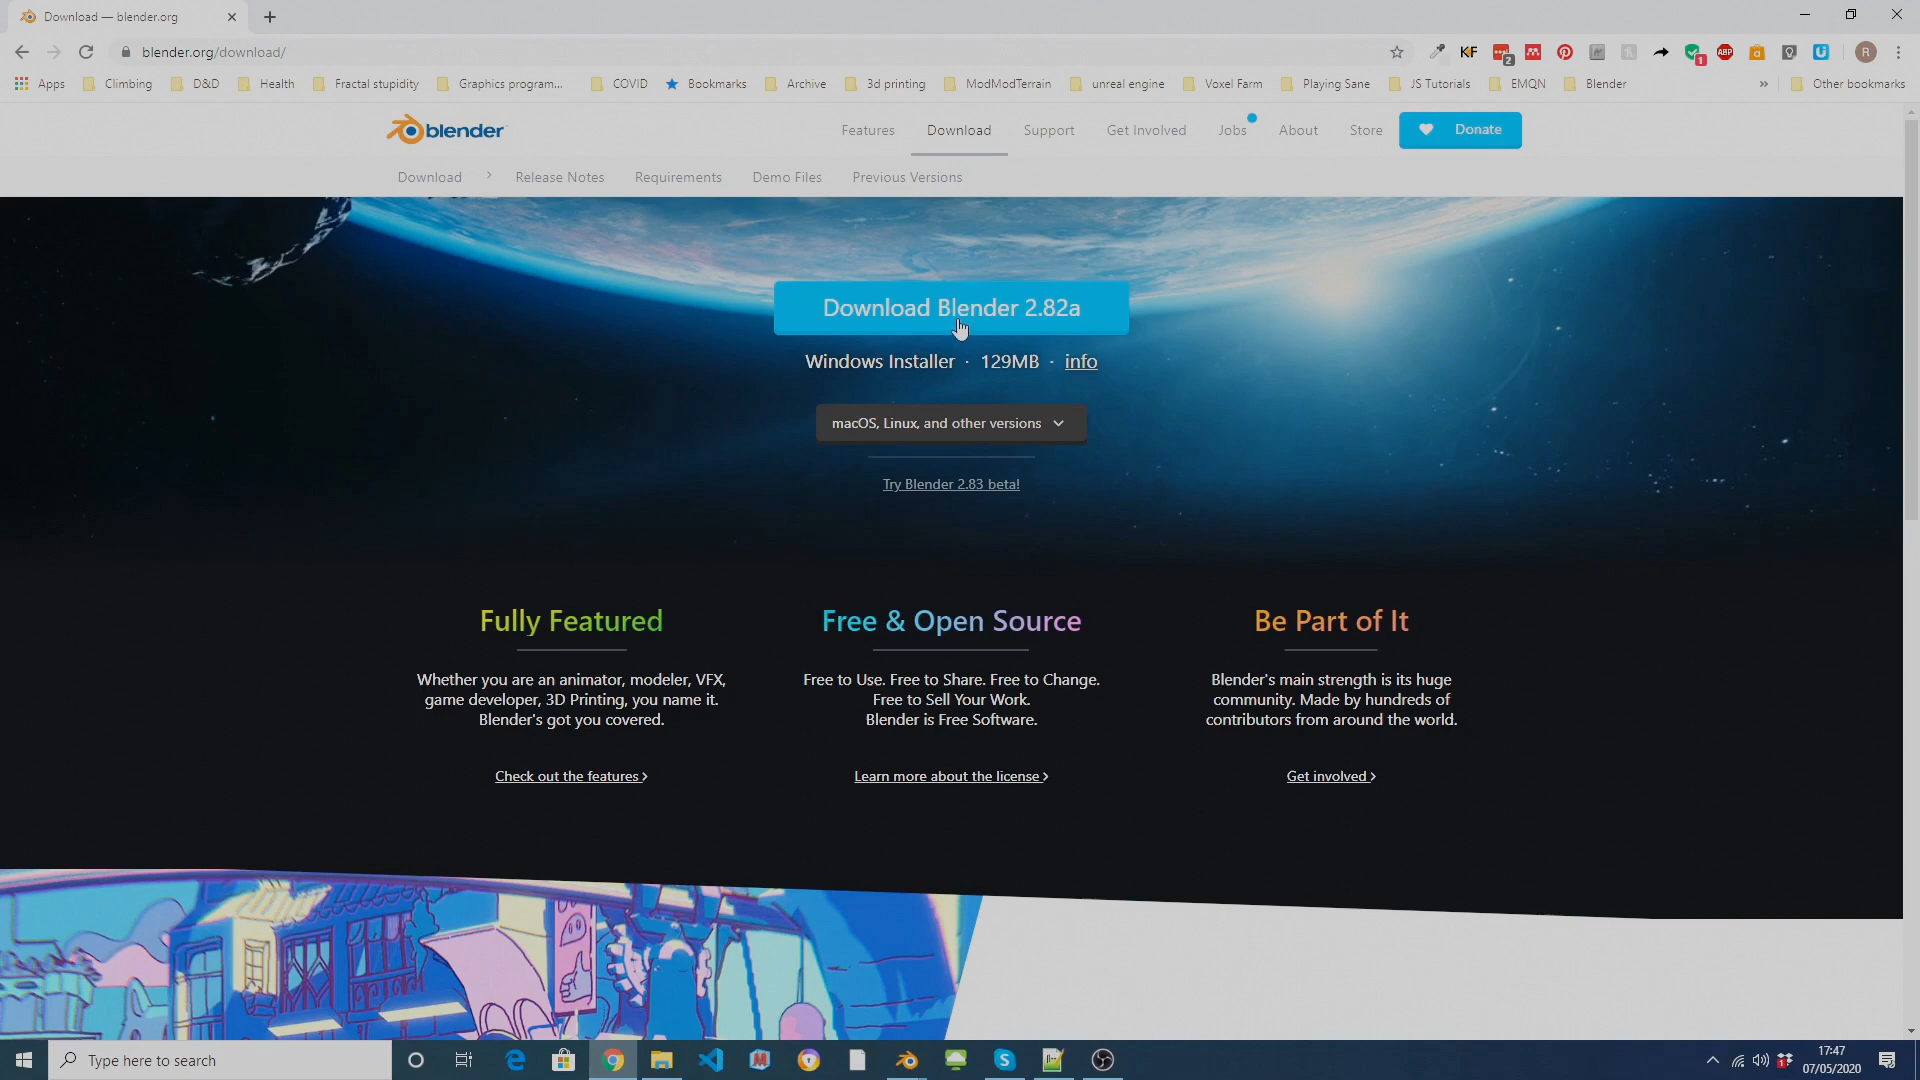 Download — blender.org
blender.org/download/
Apps
Climbing
D&D
Health
Fractal stupidity
Graphics program...
COVID
Bookmarks
Archive
3d printing
ModModTerrain
unreal engine
Voxel Farm
Playing Sane
JS Tutorials
EMQN
Blender
»
Other bookmarks
blender
Features
Download
Support
Get Involved
Jobs
About
Store
Donate
Download
Release Notes
Requirements
Demo Files
Previous Versions
Download Blender 2.82a
Windows Installer · 129MB · info
macOS, Linux, and other versions
Try Blender 2.83 beta!
Fully Featured
Whether you are an animator, modeler, VFX,
game developer, 3D Printing, you name it.
Blender's got you covered.
Check out the features ›
Free & Open Source
Free to Use. Free to Share. Free to Change.
Free to Sell Your Work.
Blender is Free Software.
Learn more about the license ›
Be Part of It
Blender's main strength is its huge
community. Made by hundreds of
contributors from around the world.
Get involved ›
Type here to search
17:47
07/05/2020